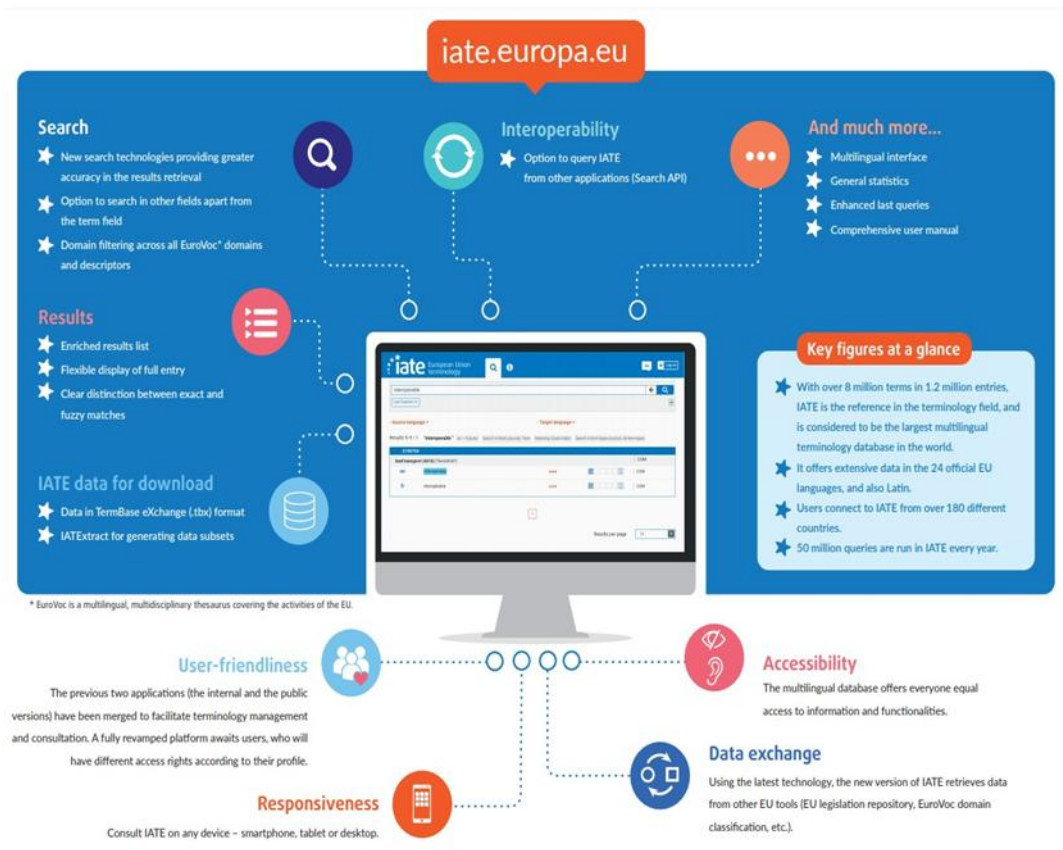 iate.europa.eu
Search
New search technologies providing greater
accuracy in the results retrieval
Option to search in other fields apart from
the term field
Domain filtering across all EuroVoc* domains
and descriptors
Interoperability
Option to query IATE
from other applications (Search API)
And much more...
Multilingual interface
General statistics
Enhanced last queries
Comprehensive user manual
Results
Enriched results list
Flexible display of full entry
Clear distinction between exact and
fuzzy matches
IATE data for download
Data in TermBase eXchange (.tbx) format
IATExtract for generating data subsets
iate European Union
terminology
Results per page
Key figures at a glance
With over 8 million terms in 1.2 million entries,
IATE is the reference in the terminology field, and
is considered to be the largest multilingual
terminology database in the world.
It offers extensive data in the 24 official EU
languages, and also Latin.
Users connect to IATE from over 180 different
countries.
50 million queries are run in IATE every year.
* EuroVoc is a multilingual, multidisciplinary thesaurus covering the activities of the EU.
User-friendliness
The previous two applications (the internal and the public
versions) have been merged to facilitate terminology management
and consultation. A fully revamped platform awaits users, who will
have different access rights according to their profile.
Accessibility
The multilingual database offers everyone equal
access to information and functionalities.
Responsiveness
Consult IATE on any device – smartphone, tablet or desktop.
Data exchange
Using the latest technology, the new version of IATE retrieves data
from other EU tools (EU legislation repository, EuroVoc domain
classification, etc.).